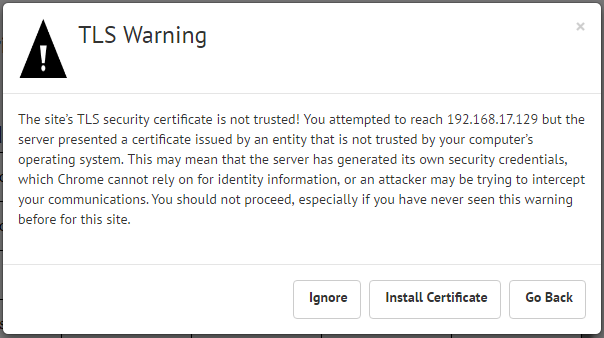 TLS Warning
×
!
The site's TLS security certificate is not trusted! You attempted to reach 192.168.17.129 but the
server presented a certificate issued by an entity that is not trusted by your computer's
operating system. This may mean that the server has generated its own security credentials,
which Chrome cannot rely on for identity information, or an attacker may be trying to intercept
your communications. You should not proceed, especially if you have never seen this warning
before for this site.
Ignore Install Certificate Go Back